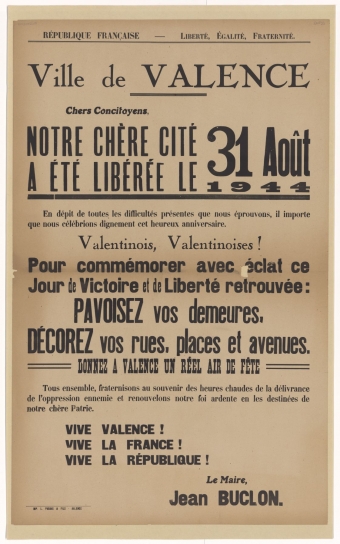 RÉPUBLIQUE FRANÇAISE — LIBERTÉ, ÉGALITÉ, FRATERNITÉ.
Ville de VALENCE
Chers Concitoyens,
NOTRE CHÈRE CITÉ
A ÉTÉ LIBÉRÉE LE
31 Août
1944
En dépit de toutes les difficultés présentes que nous éprouvons, il importe
que nous célébrions dignement cet heureux anniversaire.
Valentinois, Valentinoises !
Pour commémorer avec éclat ce
Jour de Victoire et de Liberté retrouvée :
PAVOISEZ vos demeures,
DÉCOREZ vos rues, places et avenues.
DONNEZ A VALENCE UN RÉEL AIR DE FÊTE
Tous ensemble, fraternisons au souvenir des heures chaudes de la délivrance
de l'oppression ennemie et renouvelons notre foi ardente en les destinées de
notre chère Patrie.
VIVE VALENCE !
VIVE LA FRANCE !
VIVE LA RÉPUBLIQUE !
Le Maire,
Jean BUCLON.